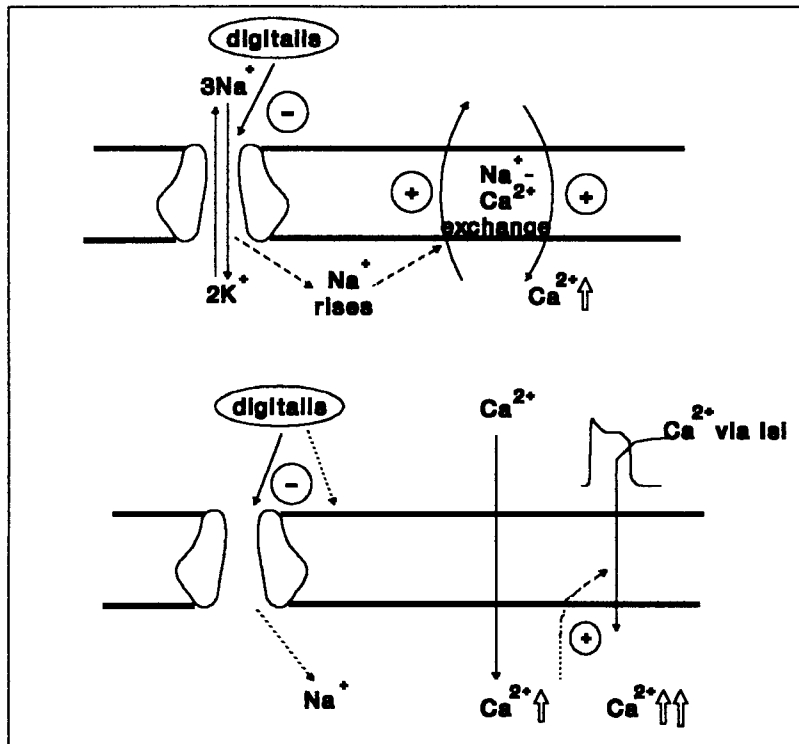 digitalis
3Na⁺
−
+
Na⁺-
Ca²⁺
exchange
+
2K⁺
Na⁺
rises
Ca²⁺⇧
digitalis
−
Ca²⁺
Ca²⁺ via isi
+
Na⁺
Ca²⁺⇧
Ca²⁺⇧⇧